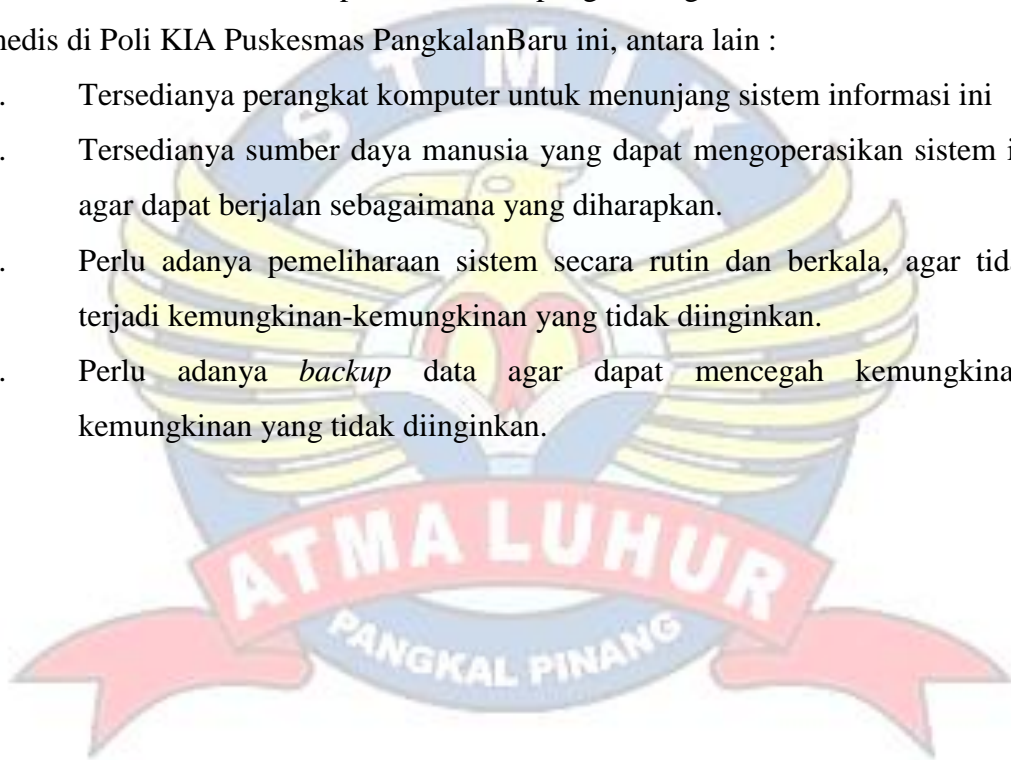 medis di Poli KIA Puskesmas PangkalanBaru ini, antara lain :
. Tersedianya perangkat komputer untuk menunjang sistem informasi ini
. Tersedianya sumber daya manusia yang dapat mengoperasikan sistem i
agar dapat berjalan sebagaimana yang diharapkan.
. Perlu adanya pemeliharaan sistem secara rutin dan berkala, agar tida
terjadi kemungkinan-kemungkinan yang tidak diinginkan.
. Perlu adanya backup data agar dapat mencegah kemungkina
kemungkinan yang tidak diinginkan.
STMIK
ATMA LUHUR
PANGKAL PINANG